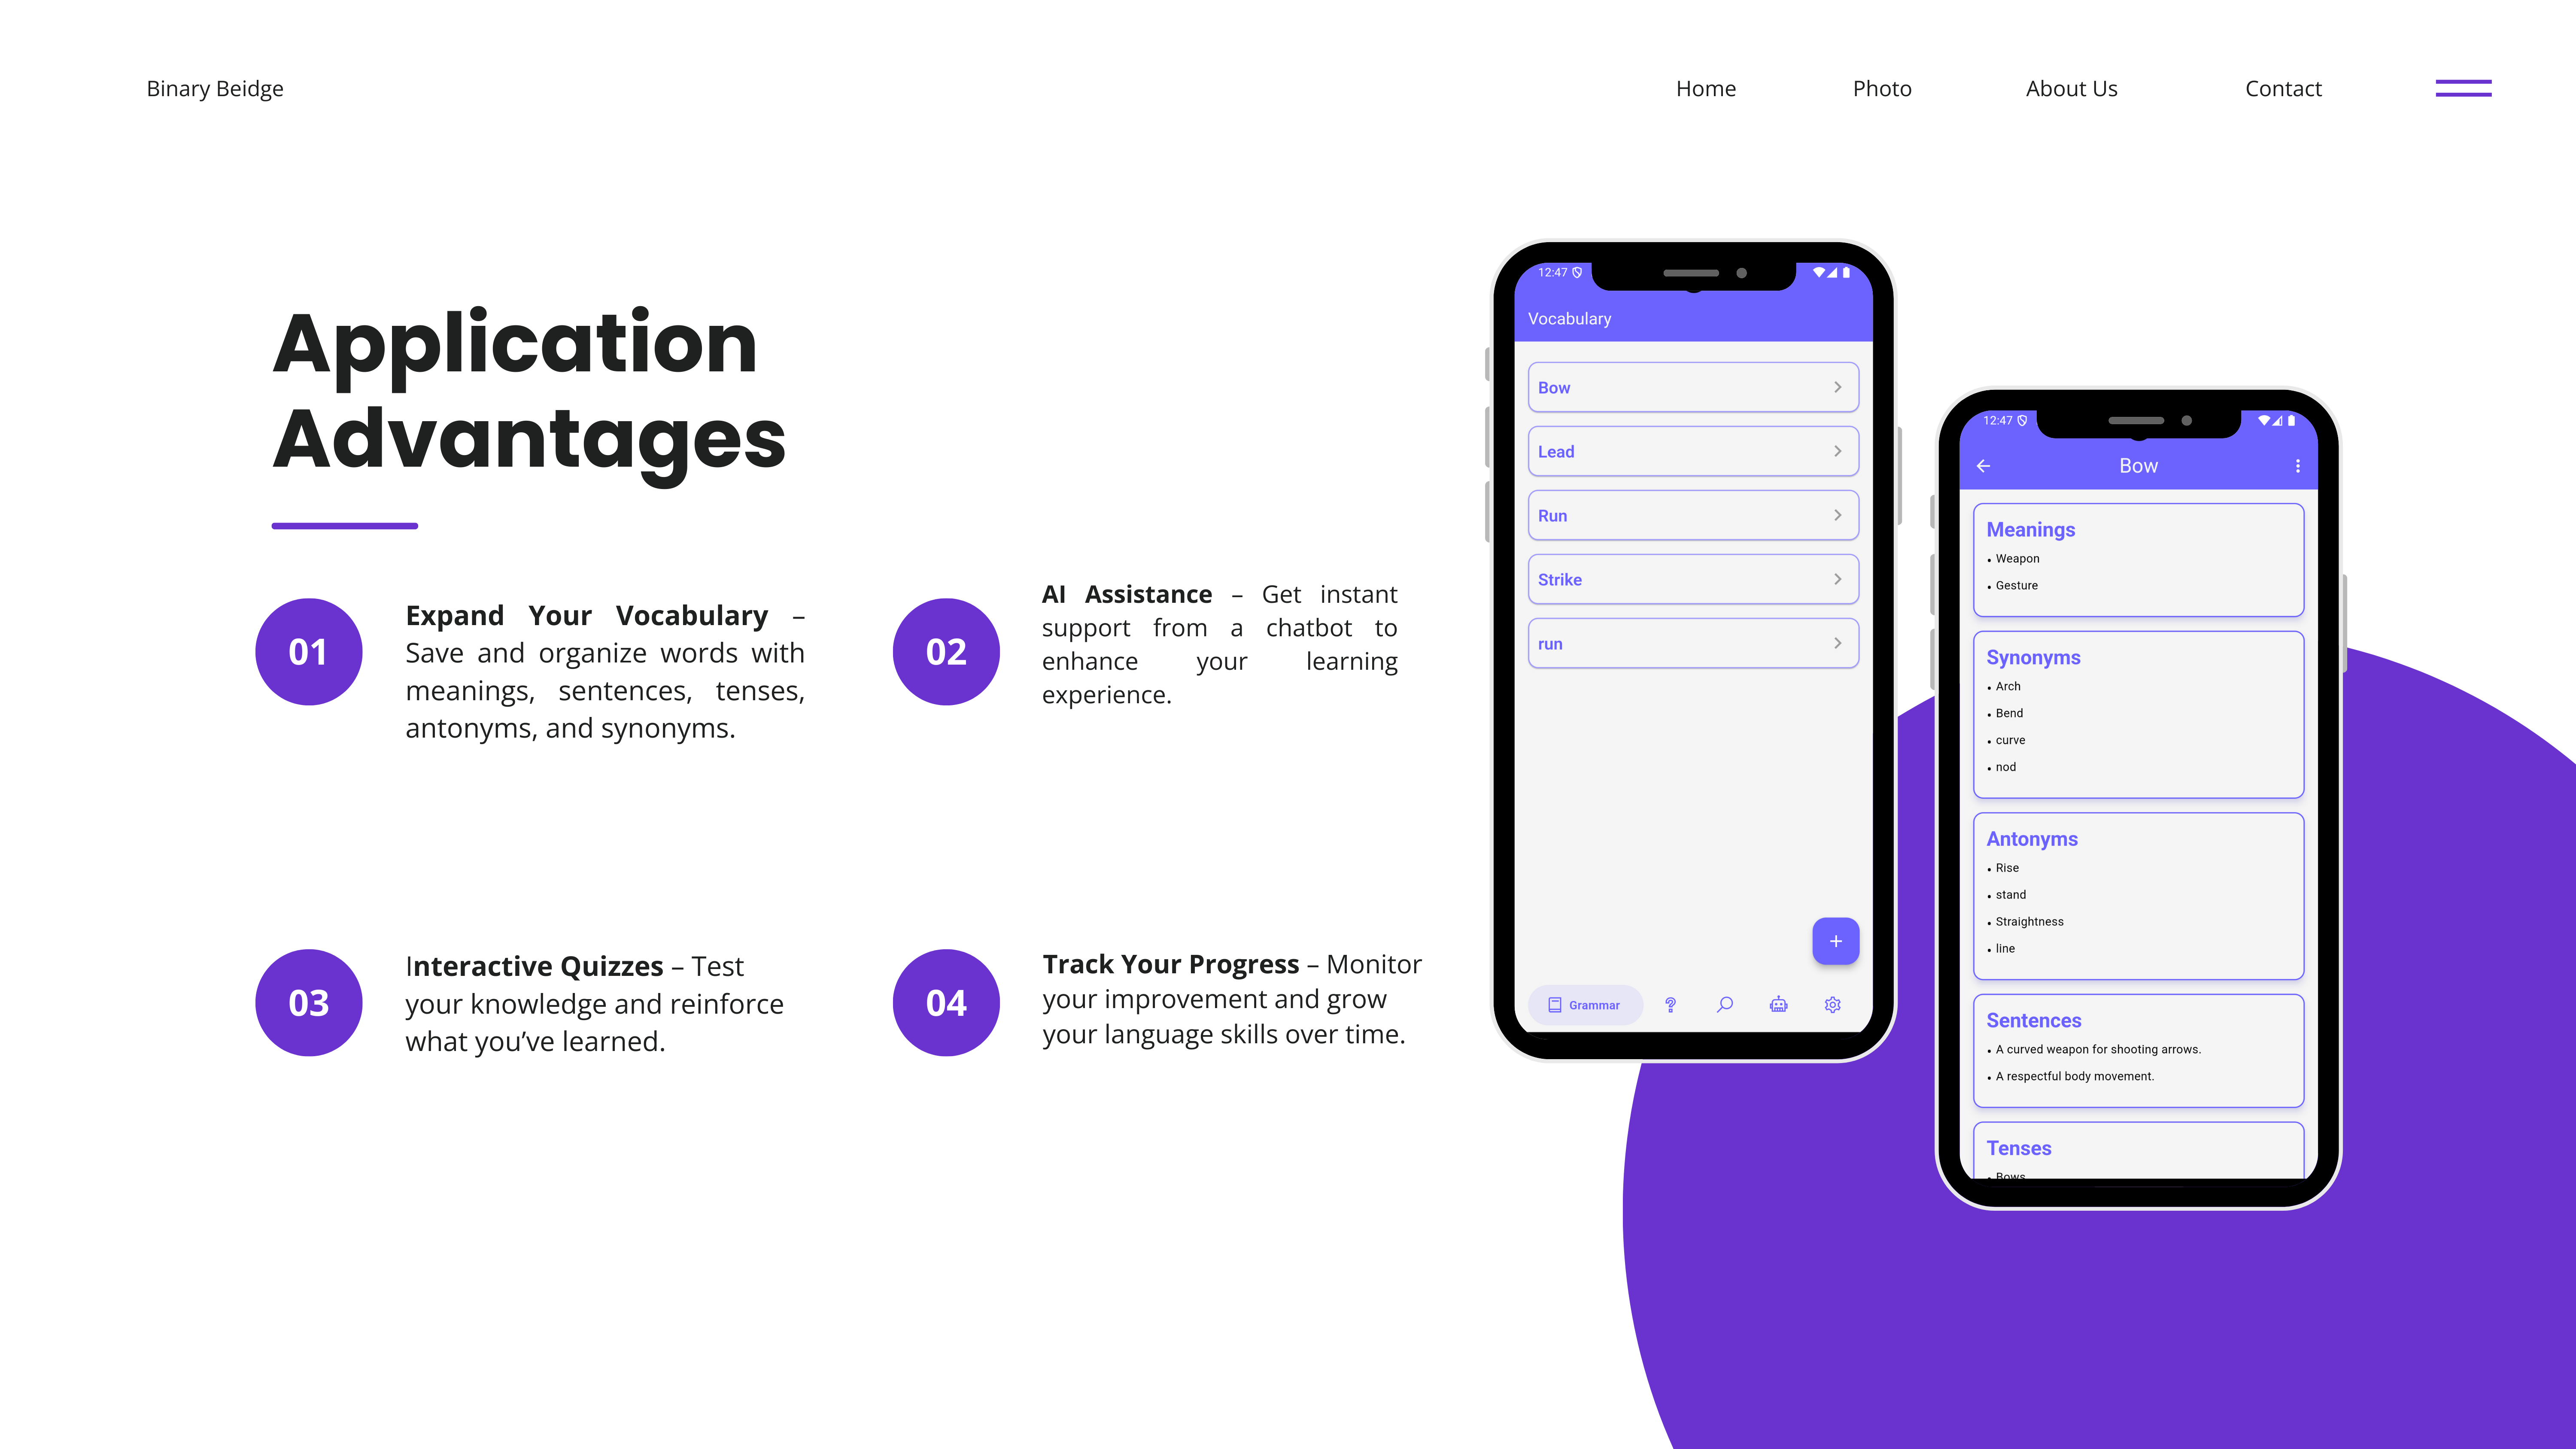 Binary Beidge
Home
Photo
About Us
Contact
Application
Advantages
01
Expand Your Vocabulary –
Save and organize words with
meanings, sentences, tenses,
antonyms, and synonyms.
02
AI Assistance – Get instant
support from a chatbot to
enhance your learning
experience.
03
Interactive Quizzes – Test
your knowledge and reinforce
what you’ve learned.
04
Track Your Progress – Monitor
your improvement and grow
your language skills over time.
12:47
Vocabulary
Bow
Lead
Run
Strike
run
+
Grammar
?
12:47
Bow
Meanings
• Weapon
• Gesture
Synonyms
• Arch
• Bend
• curve
• nod
Antonyms
• Rise
• stand
• Straightness
• line
Sentences
• A curved weapon for shooting arrows.
• A respectful body movement.
Tenses
• Bows